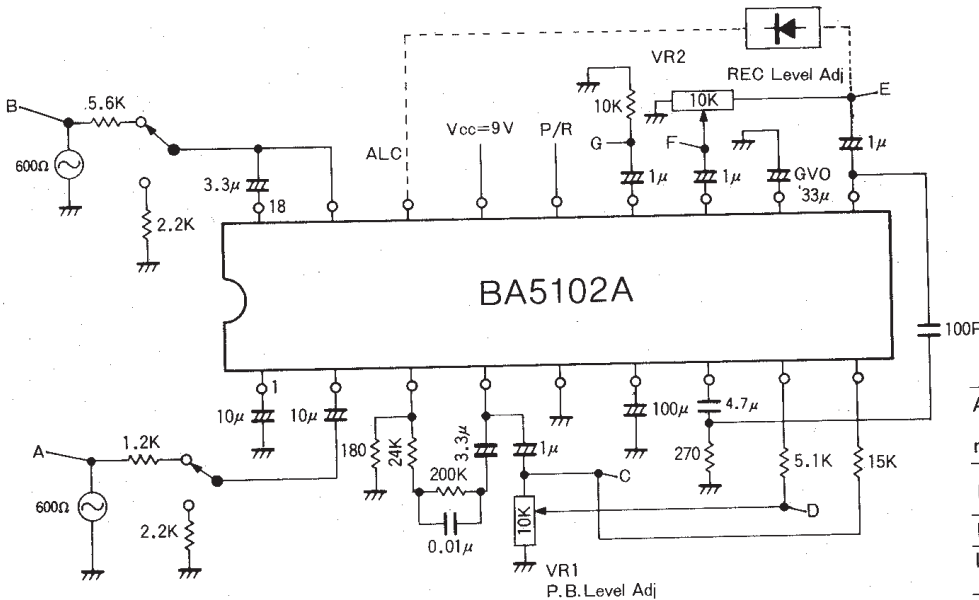 VR2
REC Level Adj
E
B
5.6K
10K
10K
Vcc=9V
P/R
G
F
ALC
1μ
600Ω
3.3μ
1μ
1μ
GVO
33μ
18
2.2K
BA5102A
100P
1
10μ
10μ
100μ
4.7μ
A
1.2K
180
24K
3.3μ
1μ
270
5.1K
15K
200K
C
600Ω
10K
D
2.2K
0.01μ
VR1
P.B.Level Adj